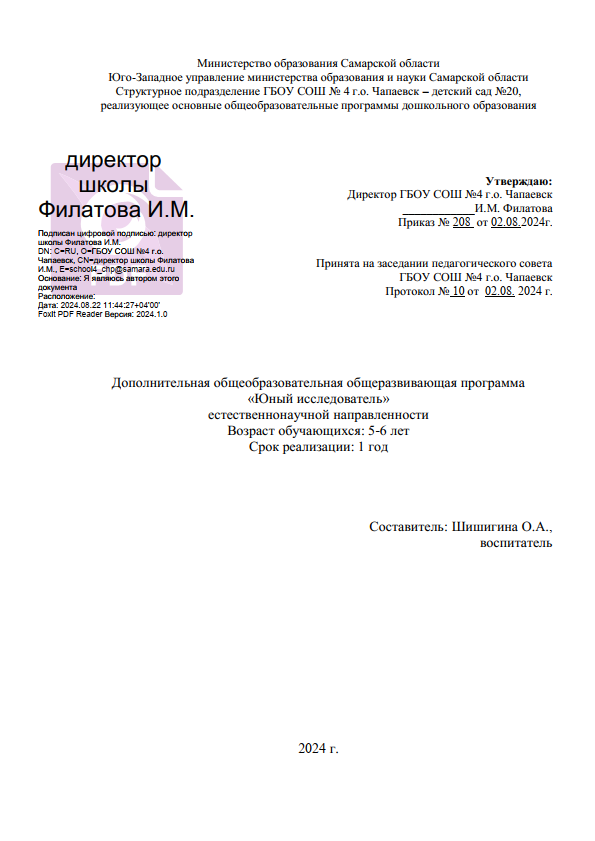 Министерство образования Самарской области
Юго-Западное управление министерства образования и науки Самарской области
Структурное подразделение ГБОУ СОШ № 4 г.о. Чапаевск – детский сад №20,
реализующее основные общеобразовательные программы дошкольного образования
директор
школы
Филатова И.М.
Подписан цифровой подписью: директор
школы Филатова И.М.
DN: C=RU, O=ГБОУ СОШ №4 г.о.
Чапаевск, CN=директор школы Филатова
И.М., E=school4_chp@samara.edu.ru
Основание: Я являюсь автором этого
документа
Расположение:
Дата: 2024.08.22 11:44:27+04'00'
Foxit PDF Reader Версия: 2024.1.0
Утверждаю:
Директор ГБОУ СОШ №4 г.о. Чапаевск
____________И.М. Филатова
Приказ № 208 от 02.08.2024г.
Принята на заседании педагогического совета
ГБОУ СОШ №4 г.о. Чапаевск
Протокол № 10 от 02.08. 2024 г.
Дополнительная общеобразовательная общеразвивающая программа
«Юный исследователь»
естественнонаучной направленности
Возраст обучающихся: 5-6 лет
Срок реализации: 1 год
Составитель: Шишигина О.А.,
воспитатель
2024 г.